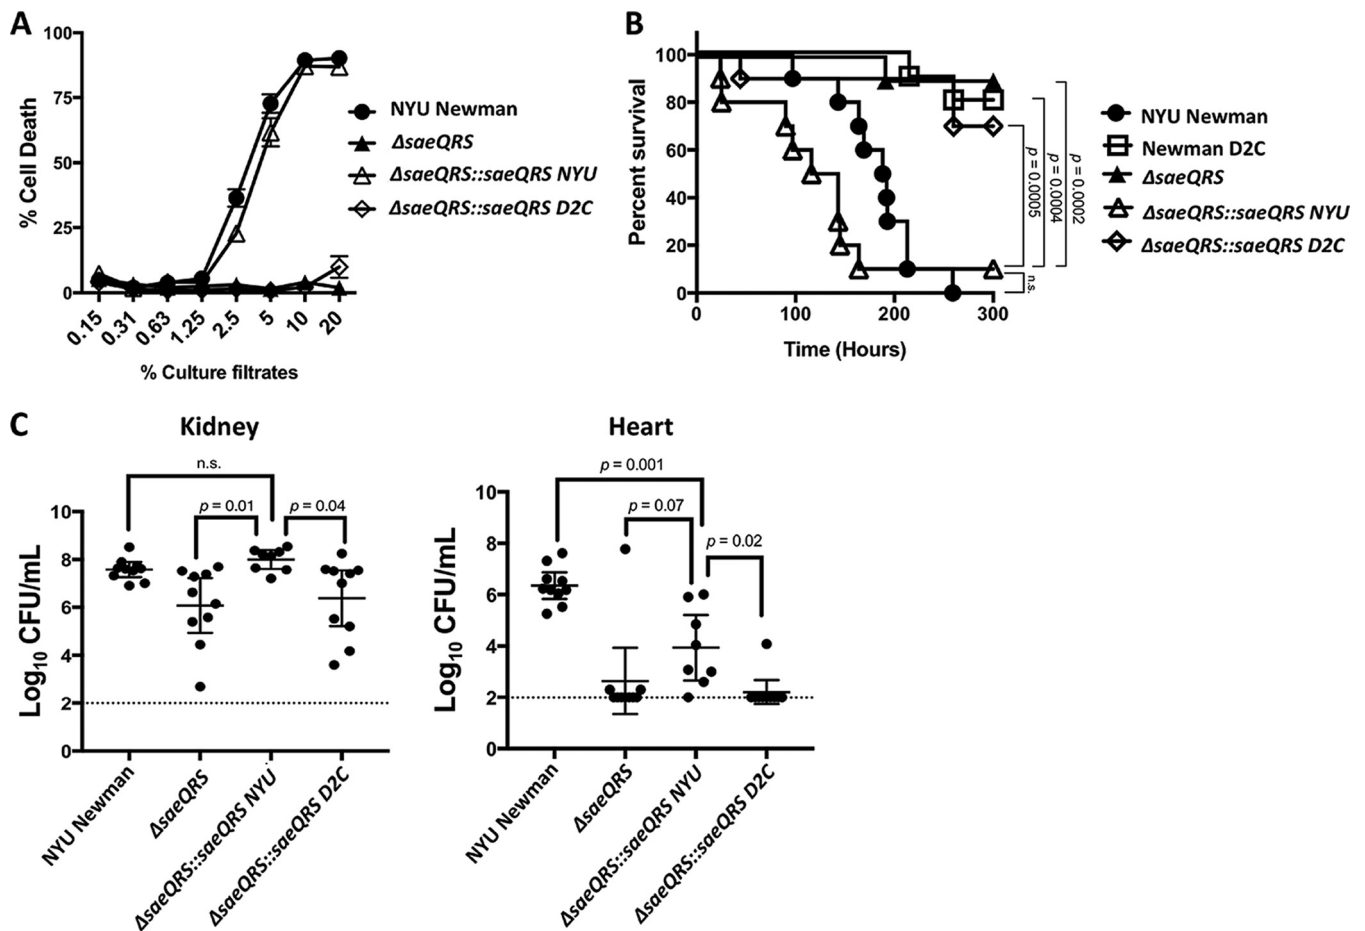 A
% Cell Death
100
75
50
25
0
0.15
0.31
0.63
1.25
2.5
5
10
20
% Culture filtrates
NYU Newman
ΔsaeQRS
ΔsaeQRS::saeQRS NYU
ΔsaeQRS::saeQRS D2C
B
Percent survival
100
80
60
40
20
0
0
100
200
300
Time (Hours)
p = 0.0005
p = 0.0004
p = 0.0002
n.s.
NYU Newman
Newman D2C
ΔsaeQRS
ΔsaeQRS::saeQRS NYU
ΔsaeQRS::saeQRS D2C
C
Kidney
Log10 CFU/mL
10
8
6
4
2
0
n.s.
p = 0.01
p = 0.04
NYU Newman
ΔsaeQRS
ΔsaeQRS::saeQRS NYU
ΔsaeQRS::saeQRS D2C
Heart
Log10 CFU/mL
10
8
6
4
2
0
p = 0.001
p = 0.07
p = 0.02
NYU Newman
ΔsaeQRS
ΔsaeQRS::saeQRS NYU
ΔsaeQRS::saeQRS D2C